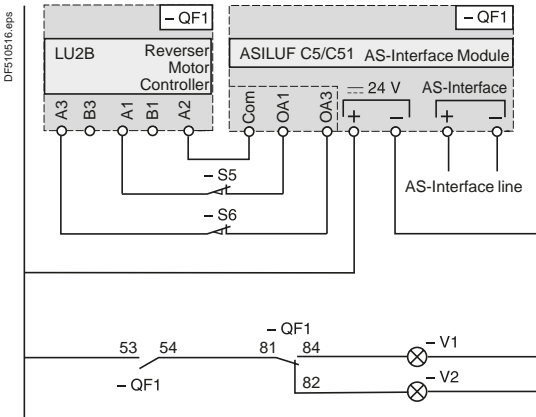 DF510516.eps
– QF1
– QF1
LU2B
Reverser
Motor
Controller
ASILUF C5/C51 AS-Interface Module
A3
B3
A1
B1
A2
Com
OA1
OA3
24 V
AS-Interface
+
–
+
–
– S5
AS-Interface line
– S6
– QF1
53
54
81
84
– V1
– QF1
82
– V2